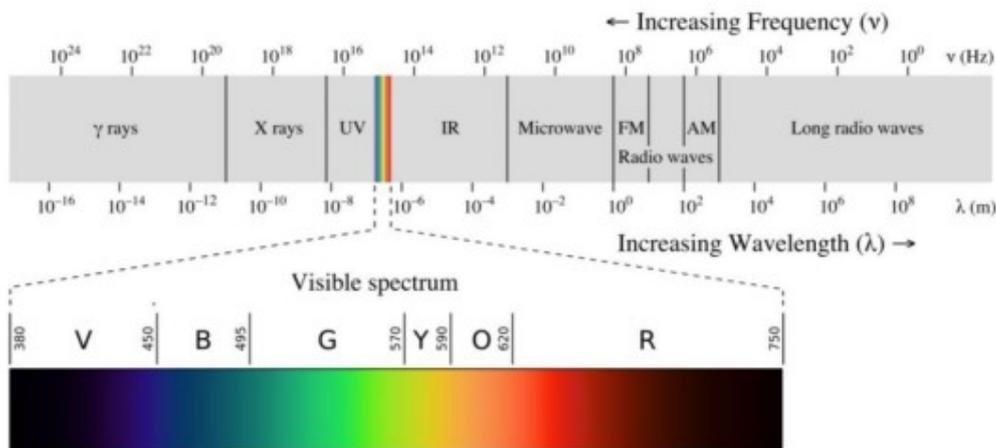 ← Increasing Frequency (ν)
10²⁴ 10²² 10²⁰ 10¹⁸ 10¹⁶ 10¹⁴ 10¹² 10¹⁰ 10⁸ 10⁶ 10⁴ 10² 10⁰ ν (Hz)
γ rays X rays UV IR Microwave FM AM Long radio waves
Radio waves
10⁻¹⁶ 10⁻¹⁴ 10⁻¹² 10⁻¹⁰ 10⁻⁸ 10⁻⁶ 10⁻⁴ 10⁻² 10⁰ 10² 10⁴ 10⁶ 10⁸ λ (m)
Increasing Wavelength (λ) →
Visible spectrum
380 V 450 B 495 G 570 Y 590 O 620 R 750